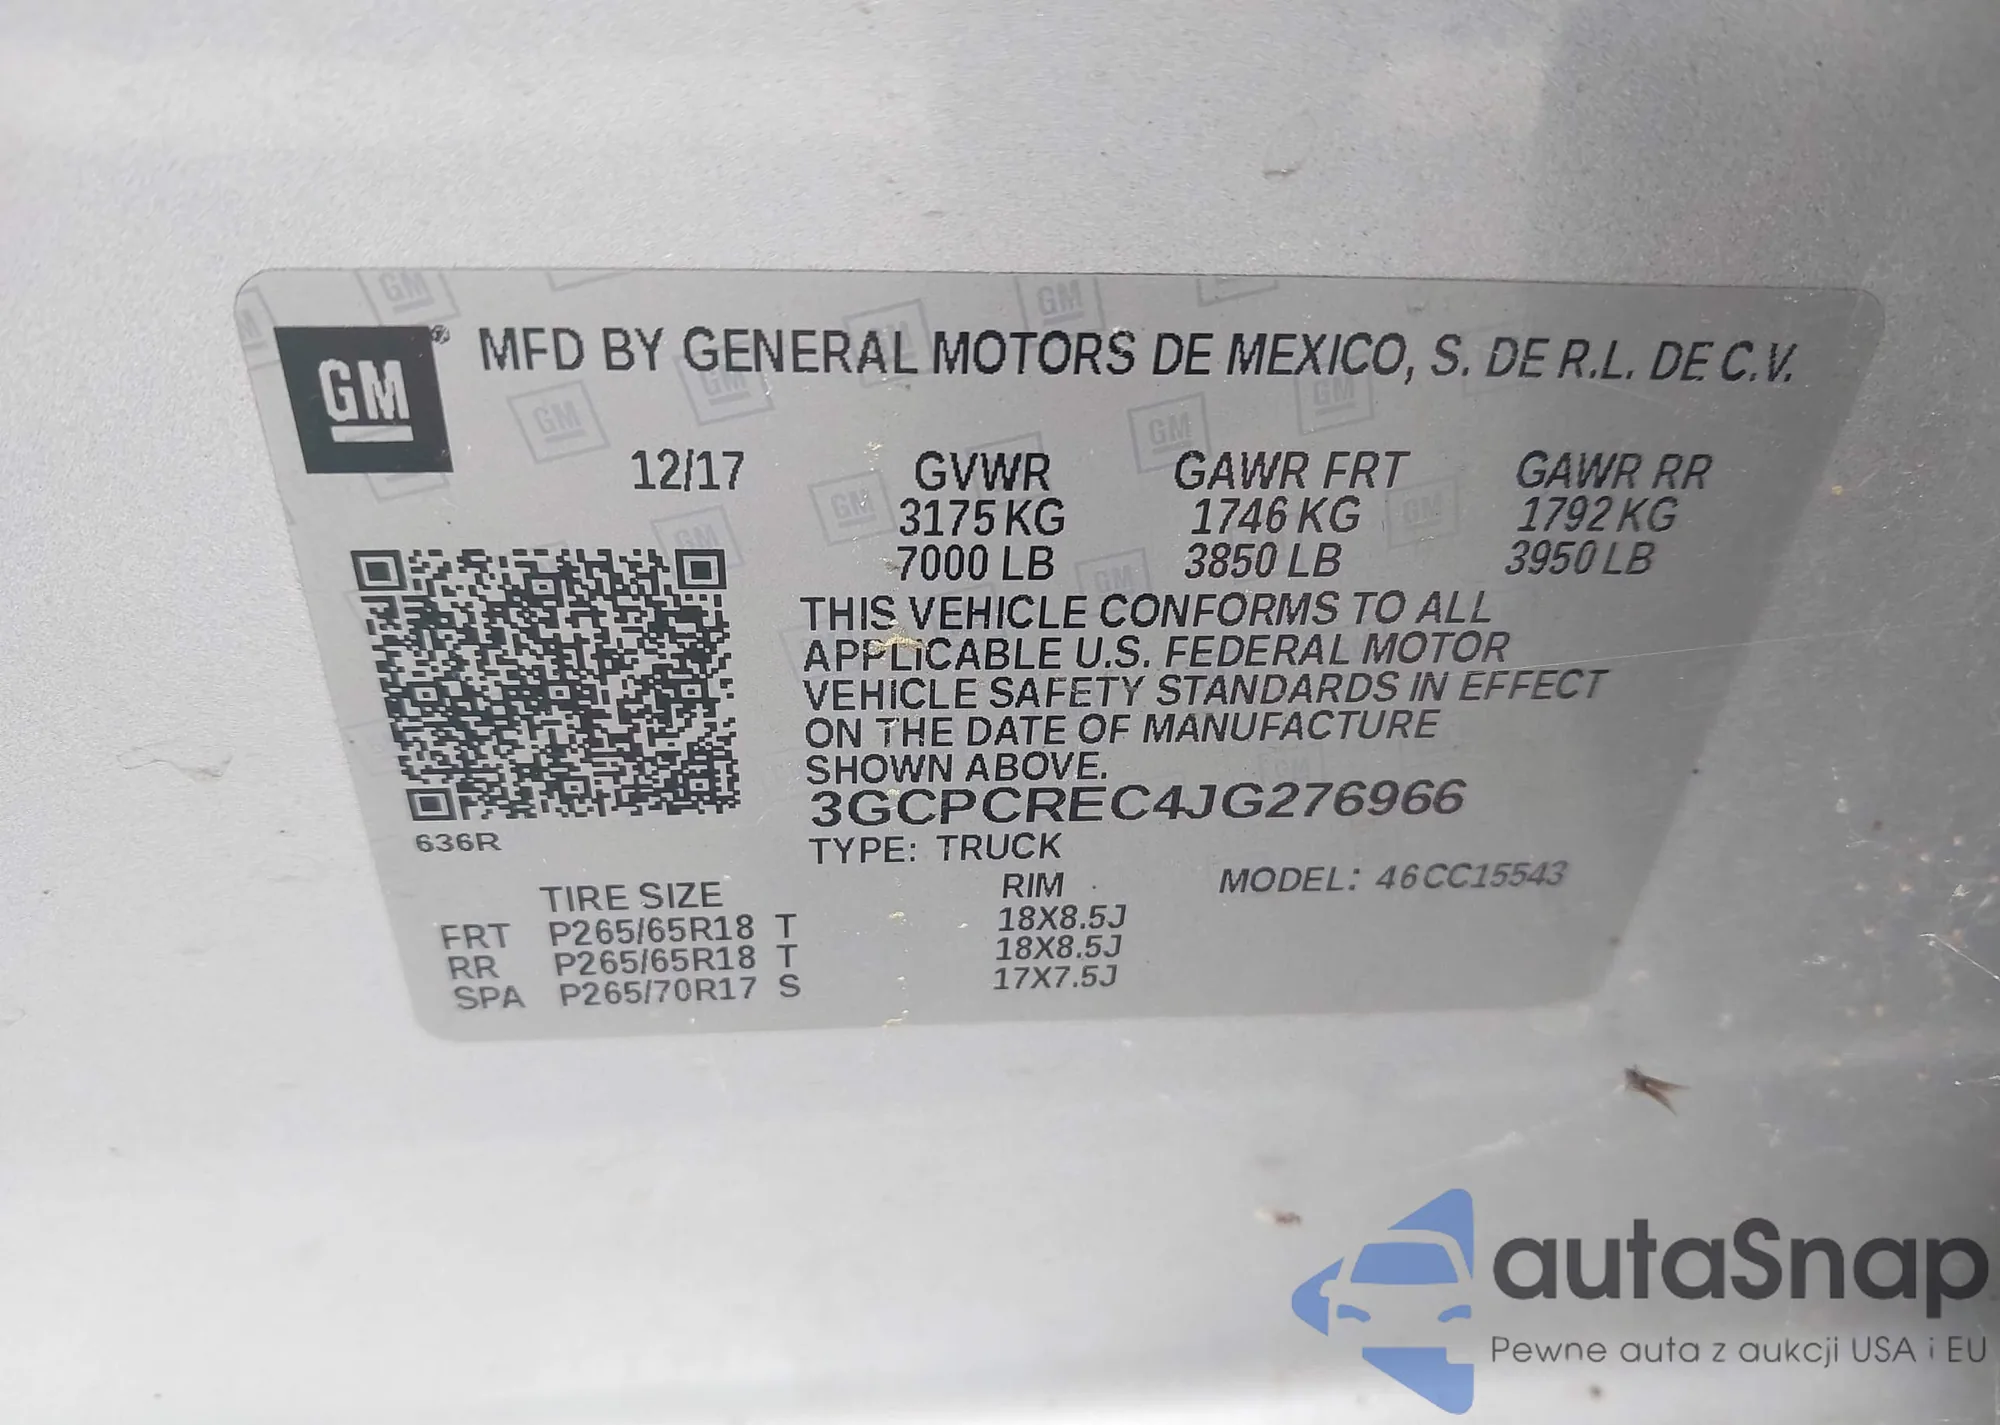 GM® MFD BY GENERAL MOTORS DE MEXICO, S. DE R.L. DE C.V.
12/17 GVWR GAWR FRT GAWR RR
3175 KG 1746 KG 1792 KG
7000 LB 3850 LB 3950 LB
THIS VEHICLE CONFORMS TO ALL
APPLICABLE U.S. FEDERAL MOTOR
VEHICLE SAFETY STANDARDS IN EFFECT
ON THE DATE OF MANUFACTURE
SHOWN ABOVE.
3GCPCREC4JG276966
636R
TYPE: TRUCK MODEL: 46CC15543
TIRE SIZE RIM
FRT P265/65R18 T 18X8.5J
RR P265/65R18 T 18X8.5J
SPA P265/70R17 S 17X7.5J
autaSnap
Pewne auta z aukcji USA i EU